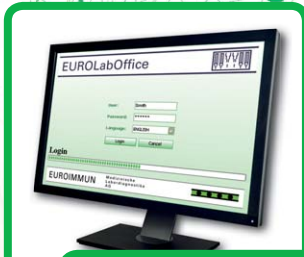 EUROLabOffice
User: Smith
Password: ******
Language: ENGLISH
Login Cancel
Login
EUROIMMUN Medizinische Labordiagnostika AG